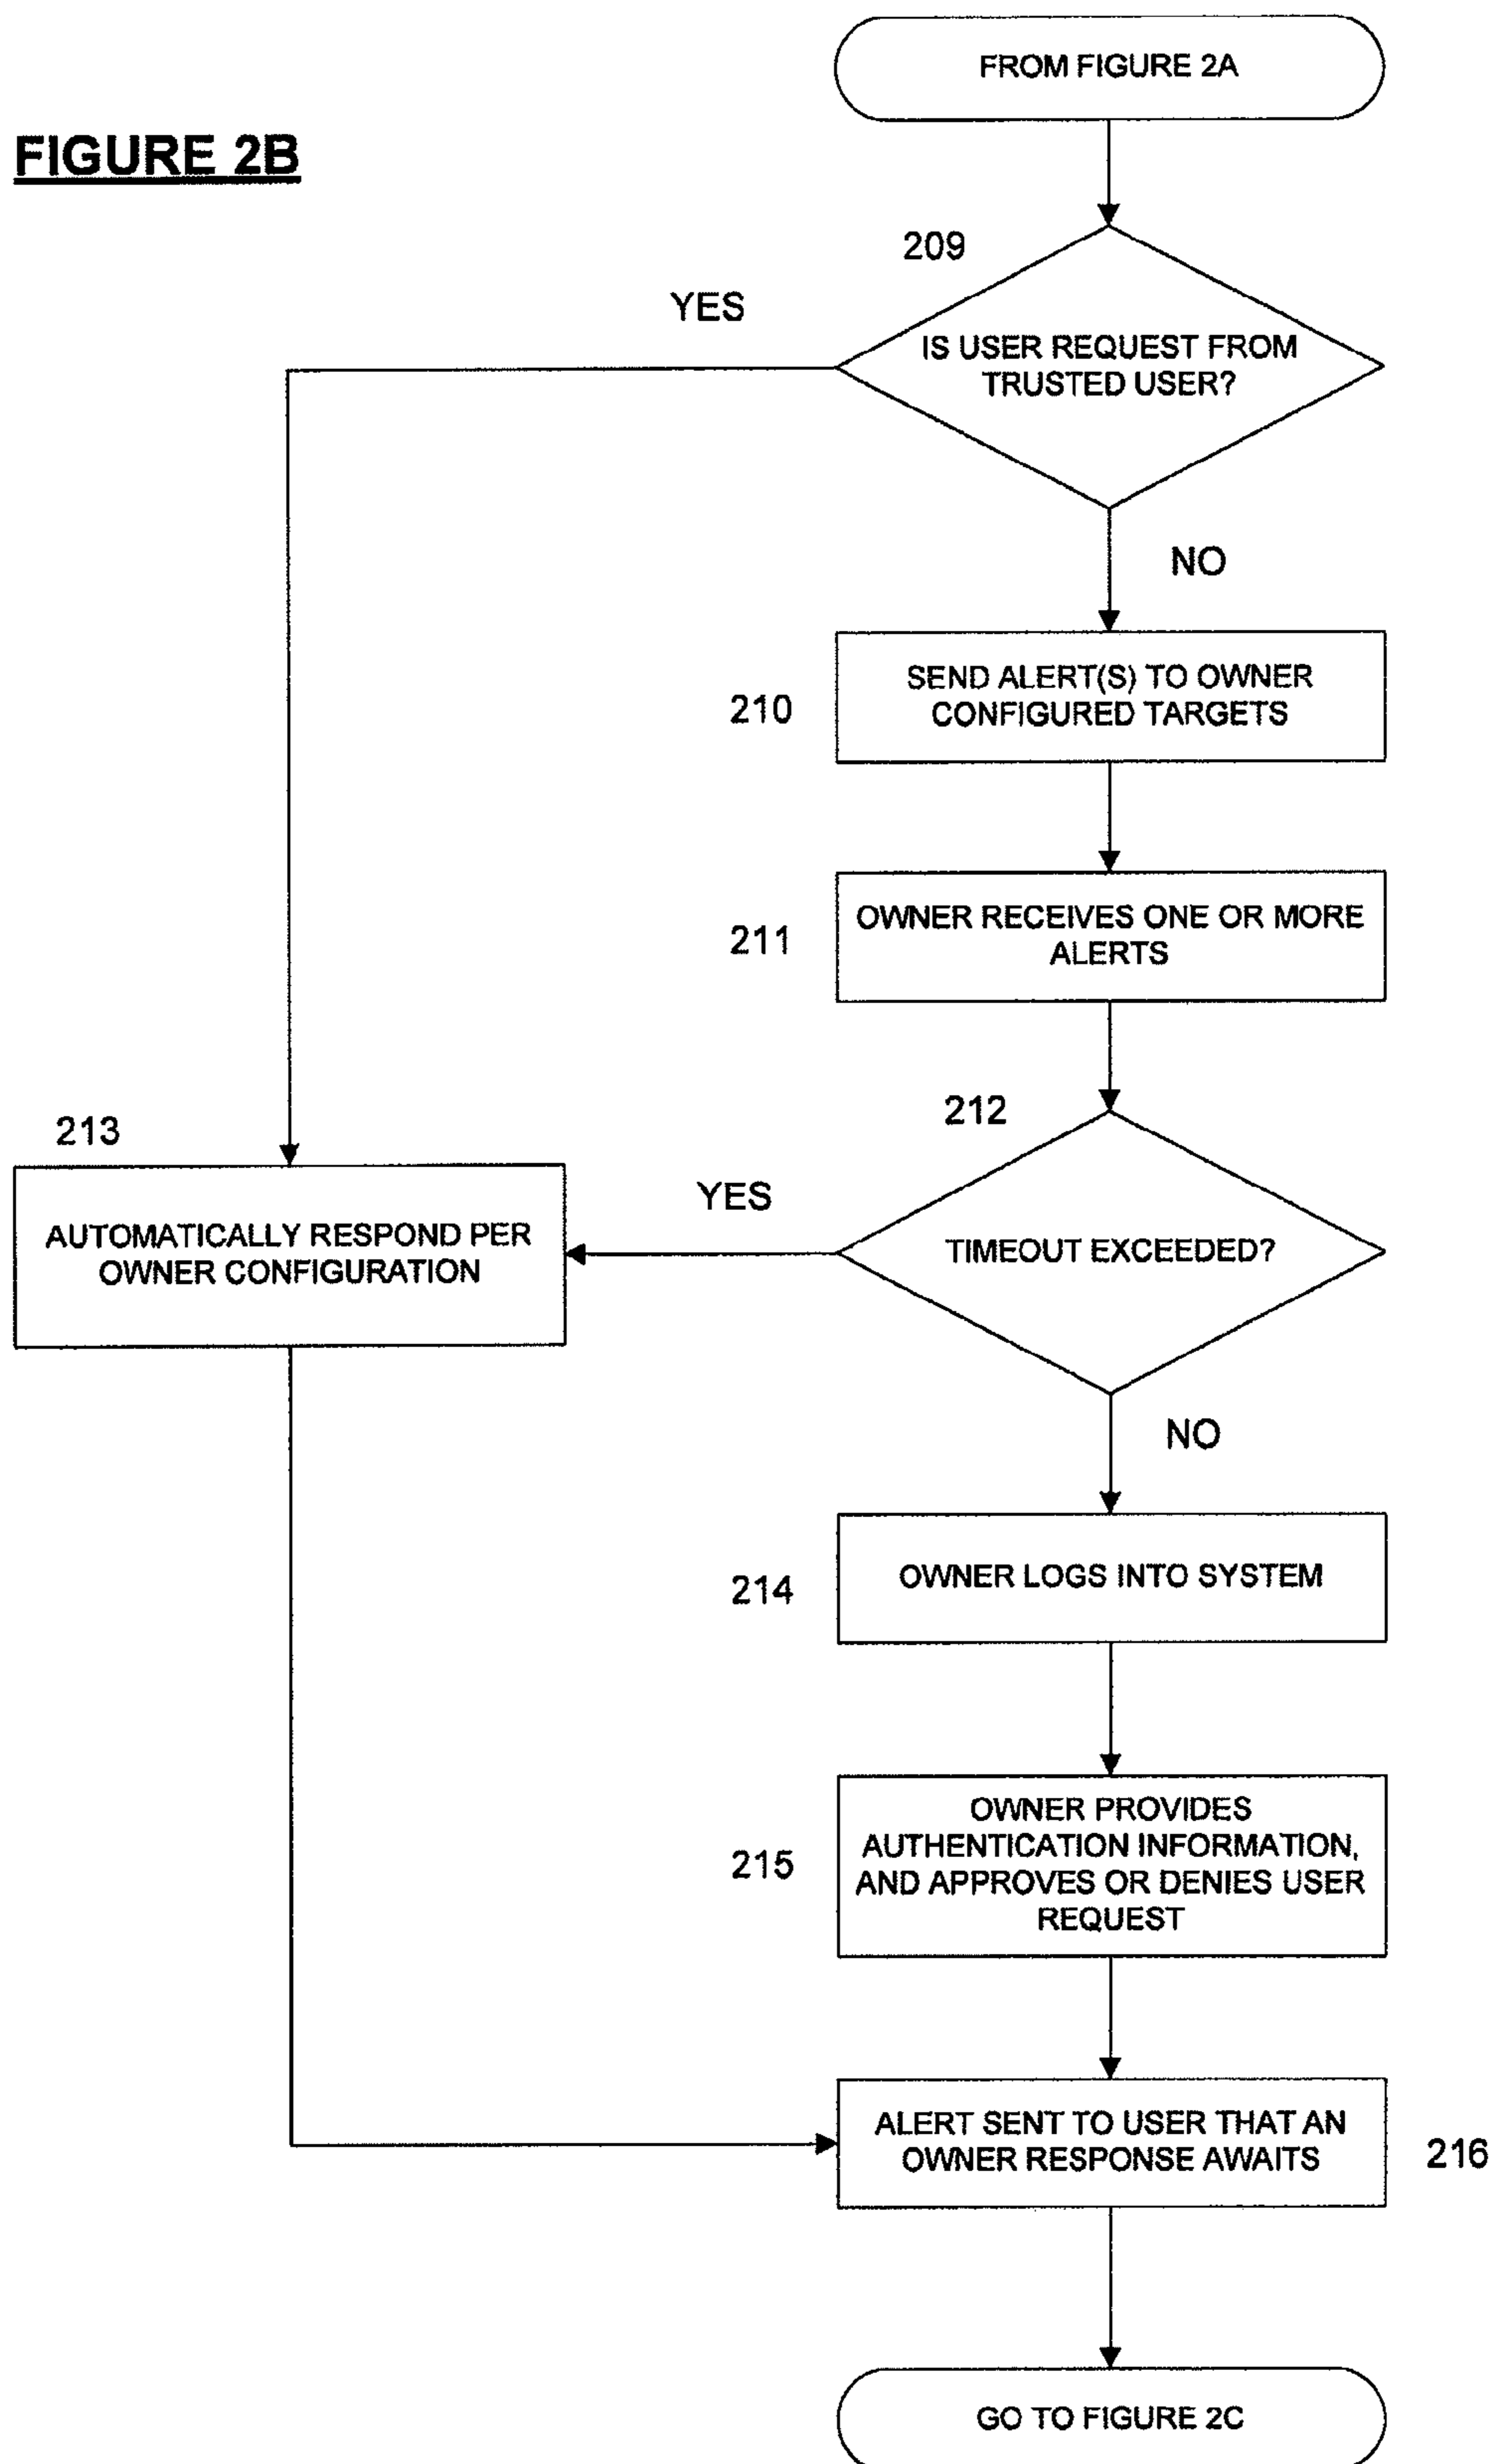 FROM FIGURE 2A
FIGURE 2B
209
YES
IS USER REQUEST FROM
TRUSTED USER?
NO
210
SEND ALERT(S) TO OWNER
CONFIGURED TARGETS
211
OWNER RECEIVES ONE OR MORE
ALERTS
212
213
YES
AUTOMATICALLY RESPOND PER
OWNER CONFIGURATION
TIMEOUT EXCEEDED?
NO
214
OWNER LOGS INTO SYSTEM
215
OWNER PROVIDES
AUTHENTICATION INFORMATION,
AND APPROVES OR DENIES USER
REQUEST
ALERT SENT TO USER THAT AN
OWNER RESPONSE AWAITS
216
GO TO FIGURE 2C